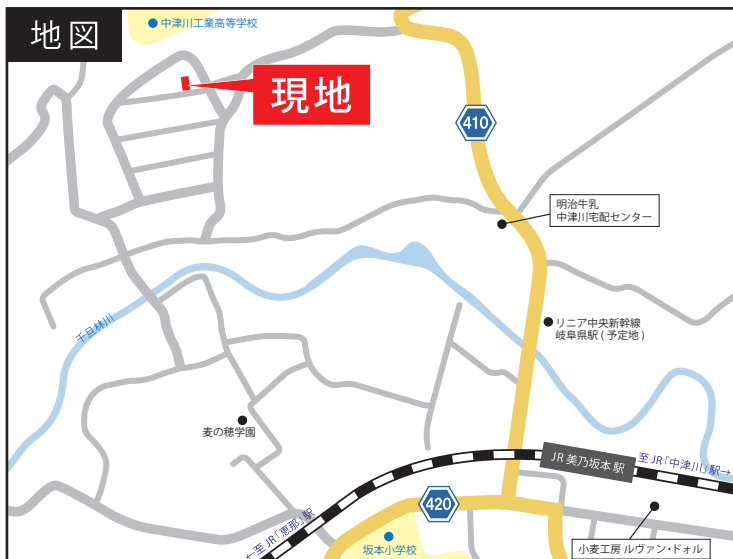 地図
中津川工業高等学校
現地
410
明治牛乳
中津川宅配センター
千旦林川
リニア中央新幹線
岐阜県駅(予定地)
麦の穂学園
JR美乃坂本駅
至JR「中津川」駅→
420
←至JR「恵那」駅
坂本小学校
小麦工房 ルヴァン・ドォル